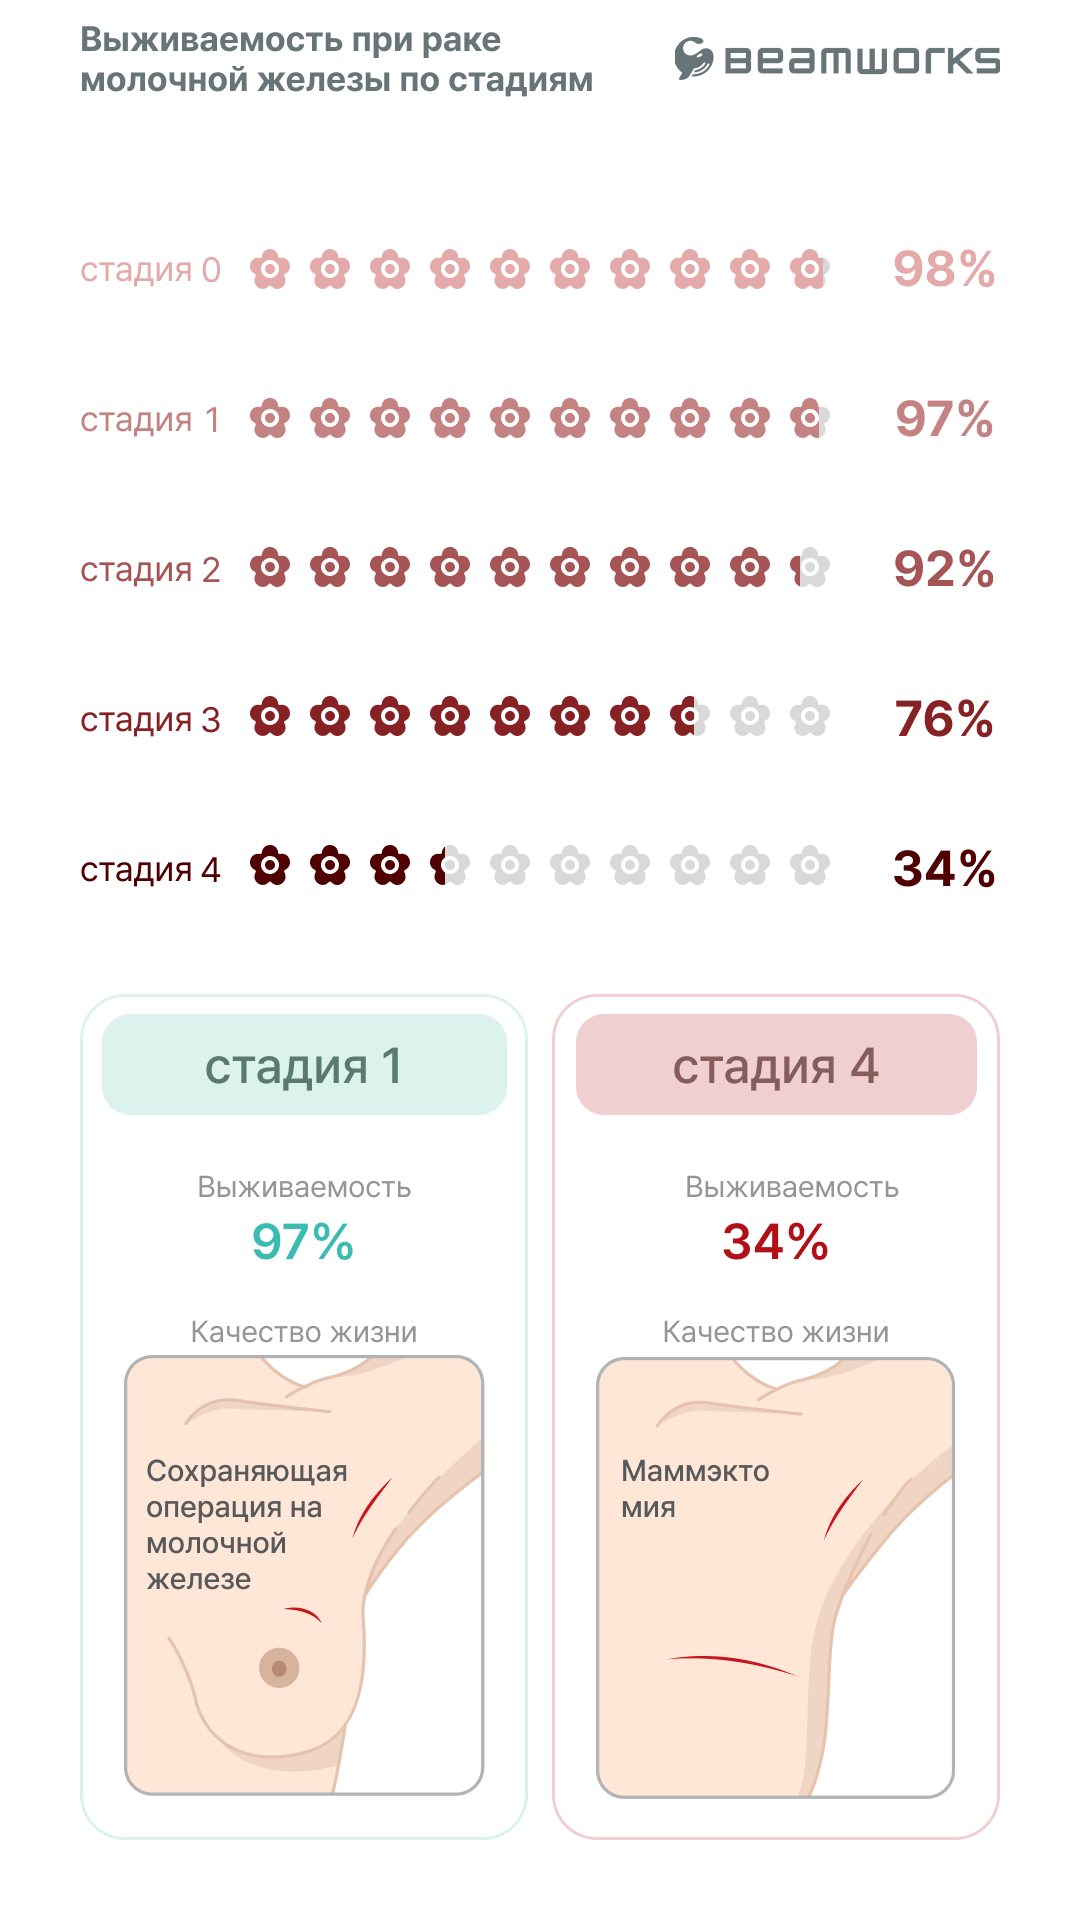 Выживаемость при раке
молочной железы по стадиям
BEAMWORKS
стадия 0
98%
стадия 1
97%
стадия 2
92%
стадия 3
76%
стадия 4
34%
стадия 1
Выживаемость
97%
Качество жизни
Сохраняющая
операция на
молочной
железе
стадия 4
Выживаемость
34%
Качество жизни
Маммэкто
мия